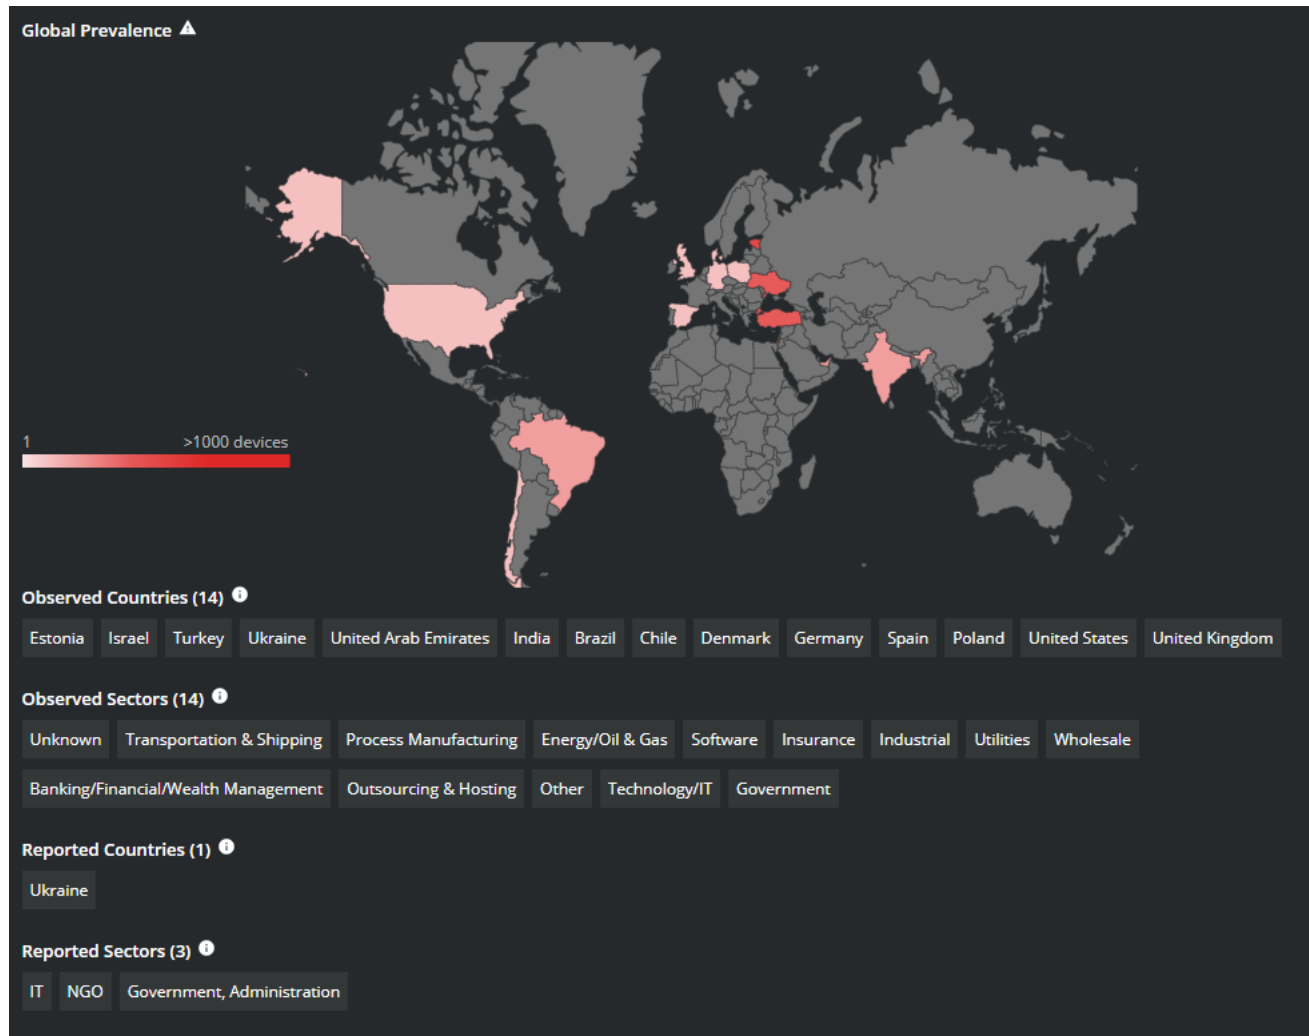 Global Prevalence
1 >1000 devices
Observed Countries (14)
Estonia Israel Turkey Ukraine United Arab Emirates India Brazil Chile Denmark Germany Spain Poland United States United Kingdom
Observed Sectors (14)
Unknown Transportation & Shipping Process Manufacturing Energy/Oil & Gas Software Insurance Industrial Utilities Wholesale
Banking/Financial/Wealth Management Outsourcing & Hosting Other Technology/IT Government
Reported Countries (1)
Ukraine
Reported Sectors (3)
IT NGO Government, Administration